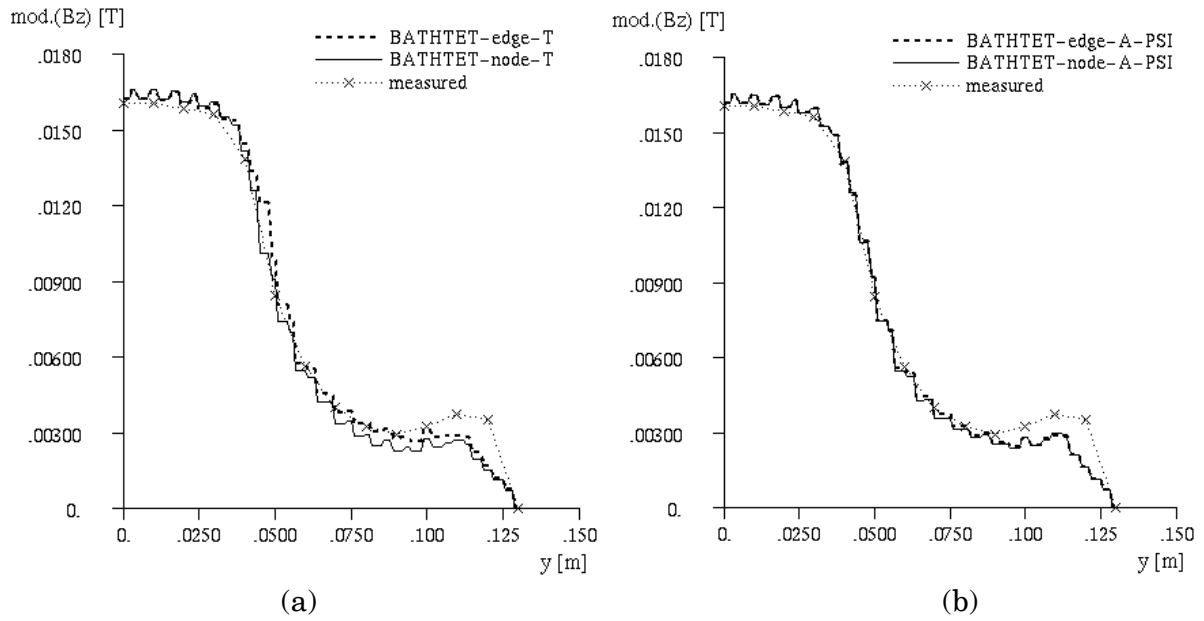 mod.(Bz) [T]
BATHTET-edge-T
BATHTET-node-T
measured
.0180
.0150
.0120
.00900
.00600
.00300
0.
0. .0250 .0500 .0750 .100 .125 .150
y [m]
(a)
mod.(Bz) [T]
BATHTET-edge-A-PSI
BATHTET-node-A-PSI
measured
.0180
.0150
.0120
.00900
.00600
.00300
0.
0. .0250 .0500 .0750 .100 .125 .150
y [m]
(b)